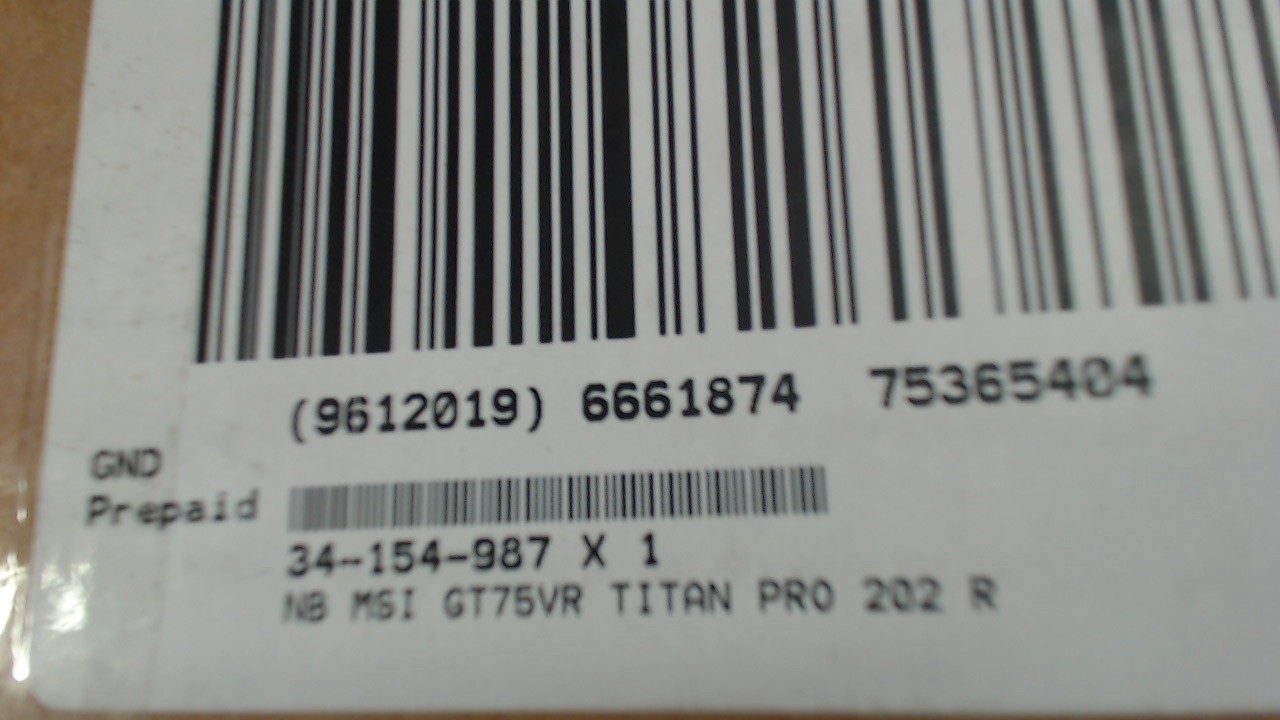 (9612019) 6661874 75365404
GND
Prepaid
34-154-987 X 1
NB MSI GT75VR TITAN PRO 202 R